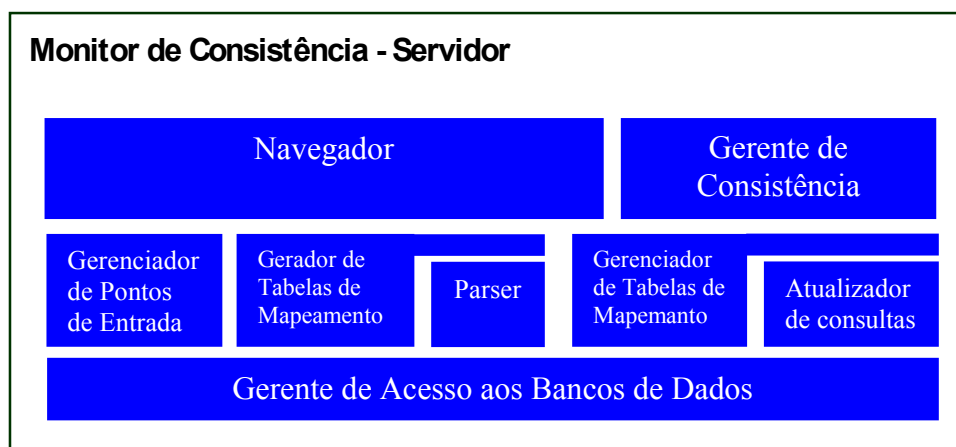 Monitor de Consistência - Servidor
Navegador
Gerente de
Consistência
Gerenciador
de Pontos
de Entrada
Gerador de
Tabelas de
Mapeamento
Parser
Gerenciador
de Tabelas de
Mapemanto
Atualizador
de consultas
Gerente de Acesso aos Bancos de Dados